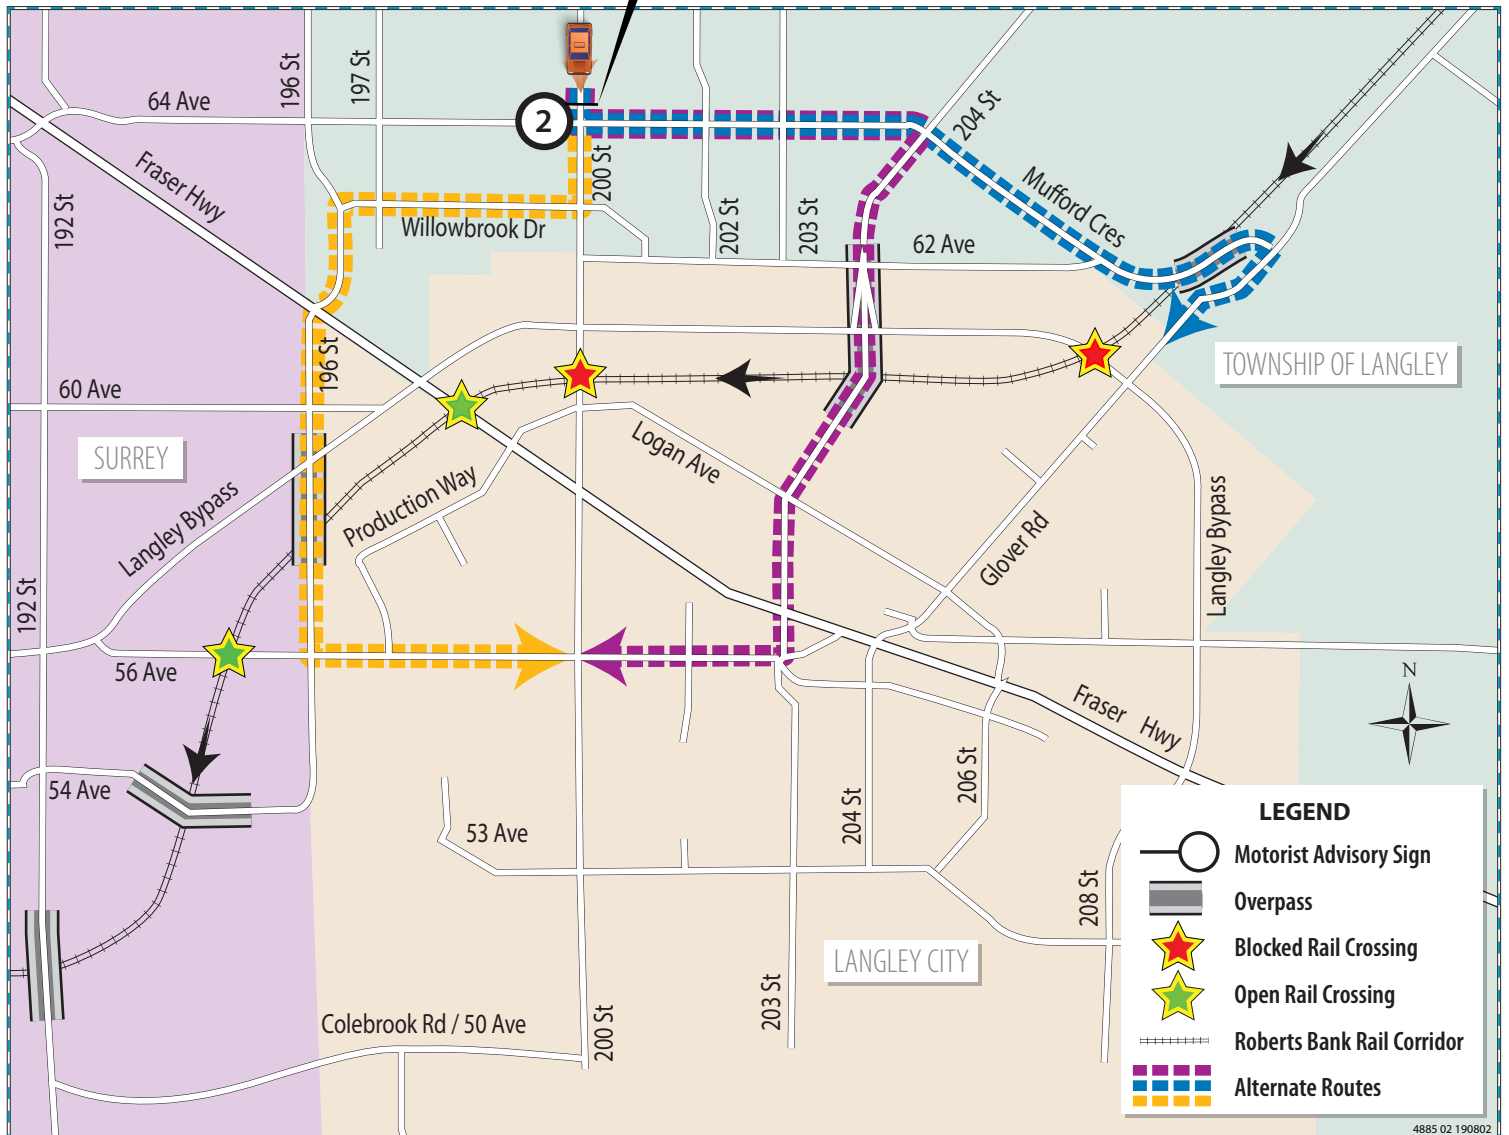 64 Ave
196 St
197 St
2
200 St
204 St
Fraser Hwy
192 St
Willowbrook Dr
202 St
203 St
Mufford Cres
62 Ave
196 St
60 Ave
TOWNSHIP OF LANGLEY
SURREY
Logan Ave
Production Way
Langley Bypass
Glover Rd
Langley Bypass
192 St
56 Ave
N
Fraser Hwy
54 Ave
53 Ave
204 St
206 St
208 St
LANGLEY CITY
203 St
Colebrook Rd / 50 Ave
200 St
LEGEND
Motorist Advisory Sign
Overpass
Blocked Rail Crossing
Open Rail Crossing
Roberts Bank Rail Corridor
Alternate Routes
4885 02 190802